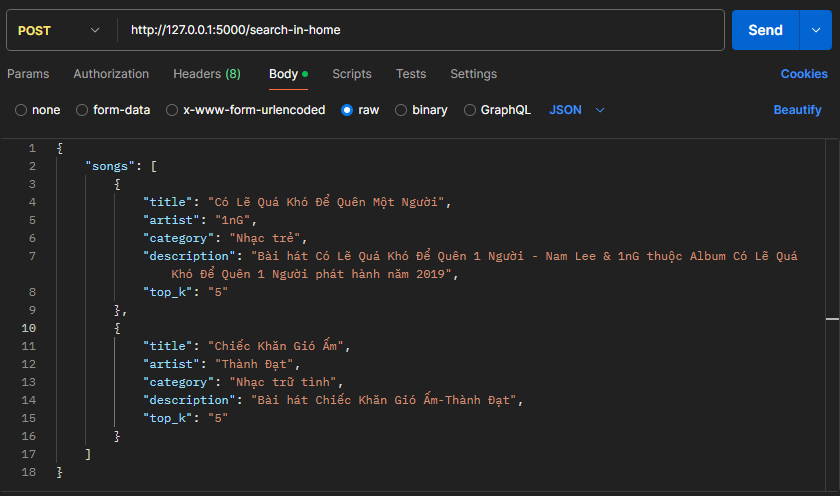 POST http://127.0.0.1:5000/search-in-home Send
Params Authorization Headers (8) Body Scripts Tests Settings Cookies
none form-data x-www-form-urlencoded raw binary GraphQL JSON Beautify
1 {
2 "songs": [
3 {
4 "title": "Có Lẽ Quá Khó Để Quên Một Người",
5 "artist": "1nG",
6 "category": "Nhạc trẻ",
7 "description": "Bài hát Có Lẽ Quá Khó Để Quên 1 Người - Nam Lee & 1nG thuộc Album Có Lẽ Quá
Khó Để Quên 1 Người phát hành năm 2019",
8 "top_k": "5"
9 },
10 {
11 "title": "Chiếc Khăn Gió Ấm",
12 "artist": "Thành Đạt",
13 "category": "Nhạc trữ tình",
14 "description": "Bài hát Chiếc Khăn Gió Ấm-Thành Đạt",
15 "top_k": "5"
16 }
17 ]
18 }